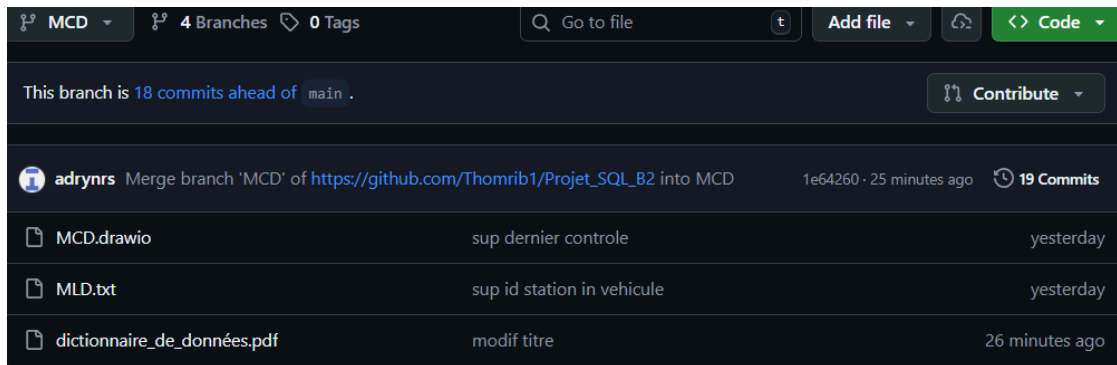 MCD 4 Branches 0 Tags Go to file t Add file Code
This branch is 18 commits ahead of main . Contribute
adrynrs Merge branch 'MCD' of https://github.com/Thomrib1/Projet_SQL_B2 into MCD 1e64260 · 25 minutes ago 19 Commits
MCD.drawio sup dernier controle yesterday
MLD.txt sup id station in vehicule yesterday
dictionnaire_de_données.pdf modif titre 26 minutes ago